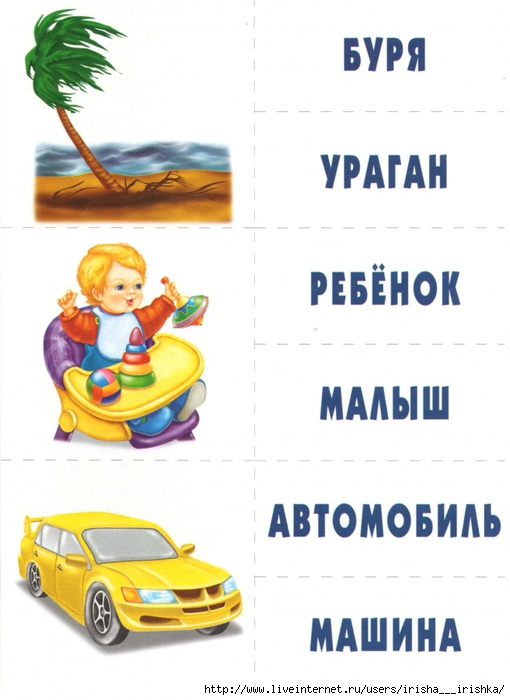 БУРЯ
УРАГАН
РЕБЁНОК
МАЛЫШ
АВТОМОБИЛЬ
МАШИНА
http://www.liveinternet.ru/users/irisha___irishka/